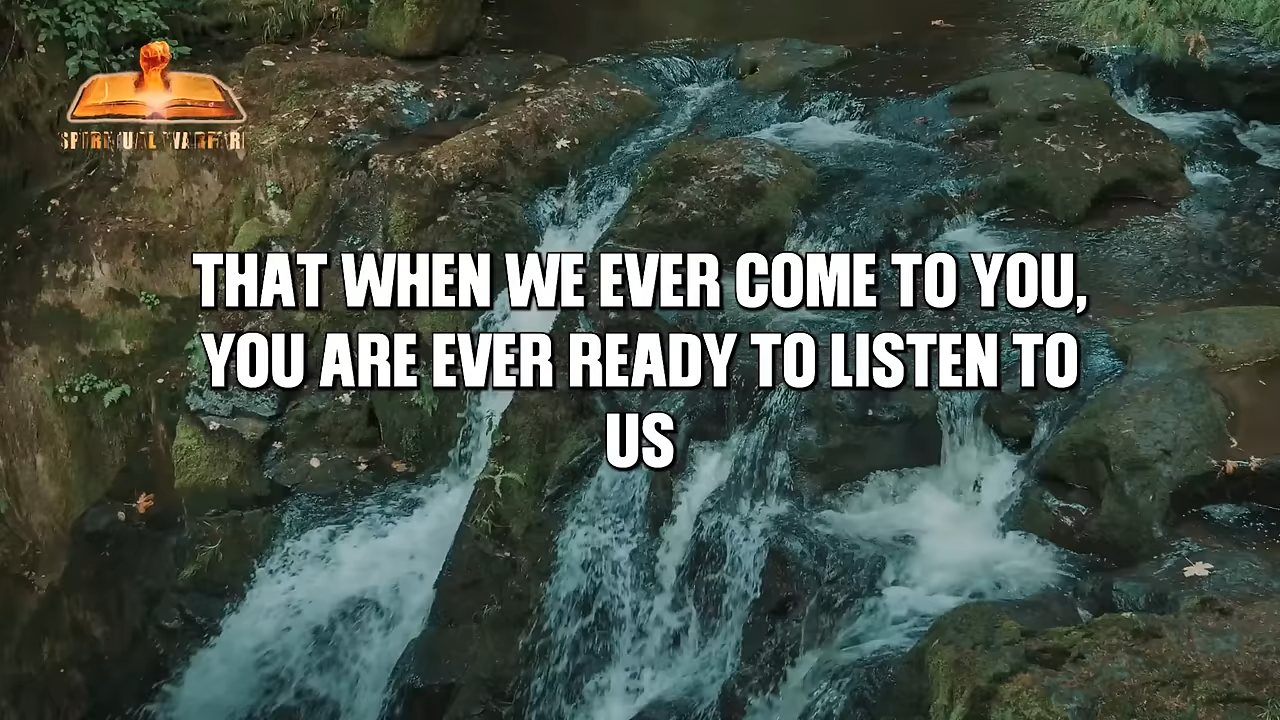 SPIRITUAL WARFARE
THAT WHEN WE EVER COME TO YOU,
YOU ARE EVER READY TO LISTEN TO
US